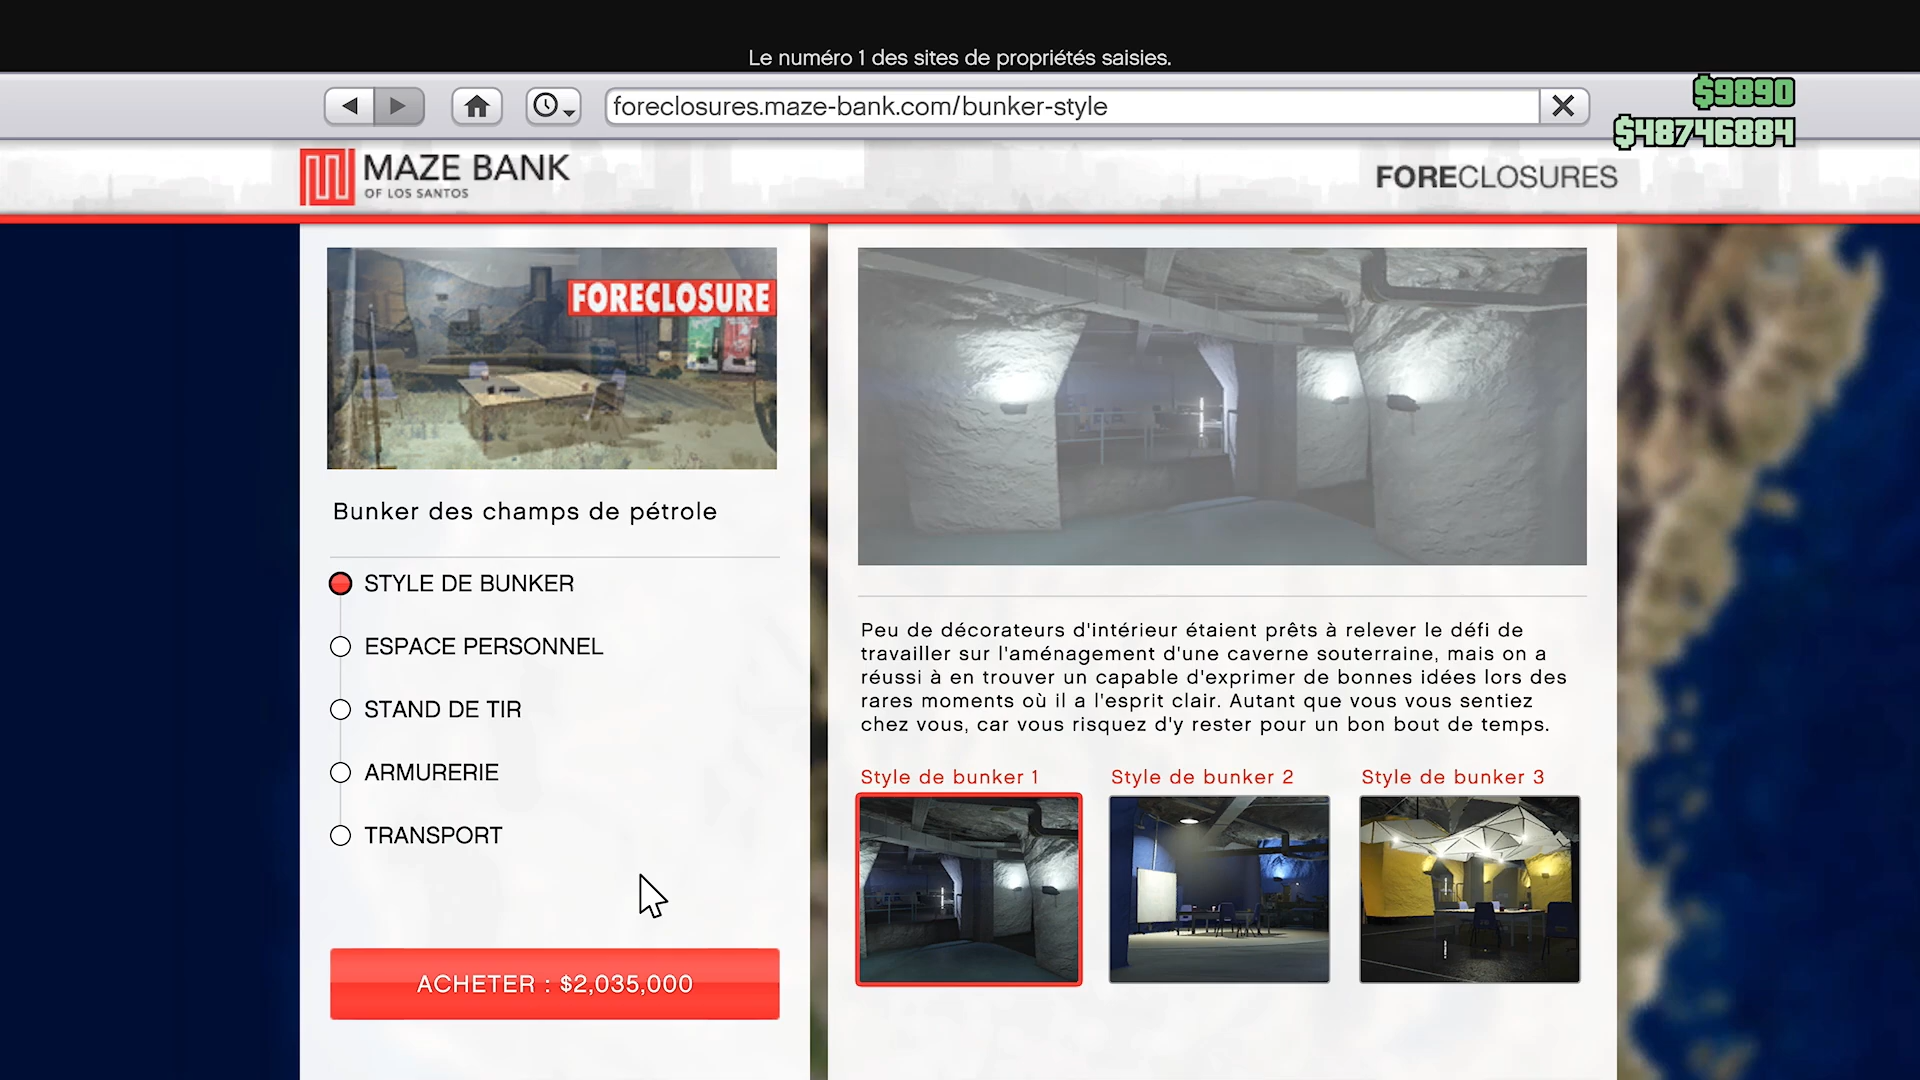 Le numéro 1 des sites de propriétés saisies.
foreclosures.maze-bank.com/bunker-style
$9890
$48746884
MAZE BANK
OF LOS SANTOS
FORECLOSURES
FORECLOSURE
Bunker des champs de pétrole
STYLE DE BUNKER
ESPACE PERSONNEL
STAND DE TIR
ARMURERIE
TRANSPORT
ACHETER : $2,035,000
Peu de décorateurs d'intérieur étaient prêts à relever le défi de
travailler sur l'aménagement d'une caverne souterraine, mais on a
réussi à en trouver un capable d'exprimer de bonnes idées lors des
rares moments où il a l'esprit clair. Autant que vous vous sentiez
chez vous, car vous risquez d'y rester pour un bon bout de temps.
Style de bunker 1
Style de bunker 2
Style de bunker 3